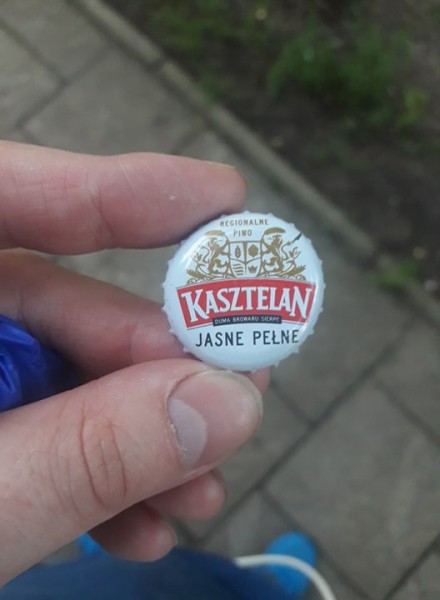 REGIONALNE
PIWO
KASZTELAN
DUMA BROWARU SIERPC
JASNE PEŁNE